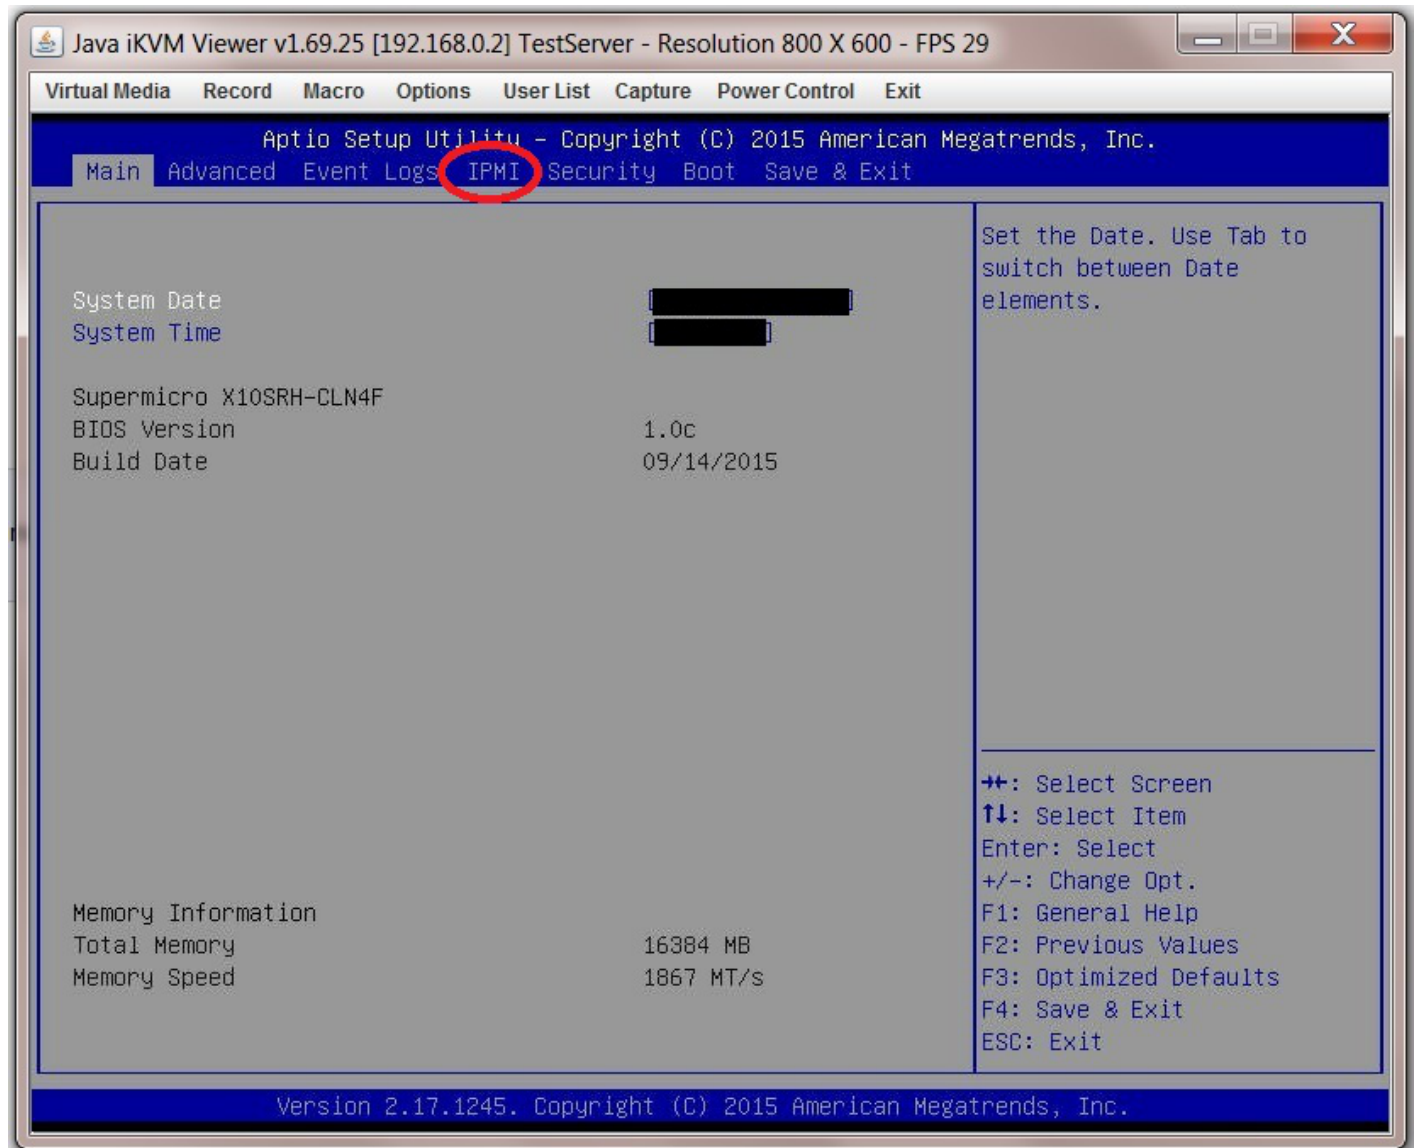 Java iKVM Viewer v1.69.25 [192.168.0.2] TestServer - Resolution 800 X 600 - FPS 29
Virtual Media Record Macro Options User List Capture Power Control Exit
Aptio Setup Utility – Copyright (C) 2015 American Megatrends, Inc.
Main Advanced Event Logs IPMI Security Boot Save & Exit
System Date [ ]
System Time [ ]
Supermicro X10SRH-CLN4F
BIOS Version 1.0c
Build Date 09/14/2015
Memory Information
Total Memory 16384 MB
Memory Speed 1867 MT/s
Set the Date. Use Tab to
switch between Date
elements.
→←: Select Screen
↑↓: Select Item
Enter: Select
+/-: Change Opt.
F1: General Help
F2: Previous Values
F3: Optimized Defaults
F4: Save & Exit
ESC: Exit
Version 2.17.1245. Copyright (C) 2015 American Megatrends, Inc.